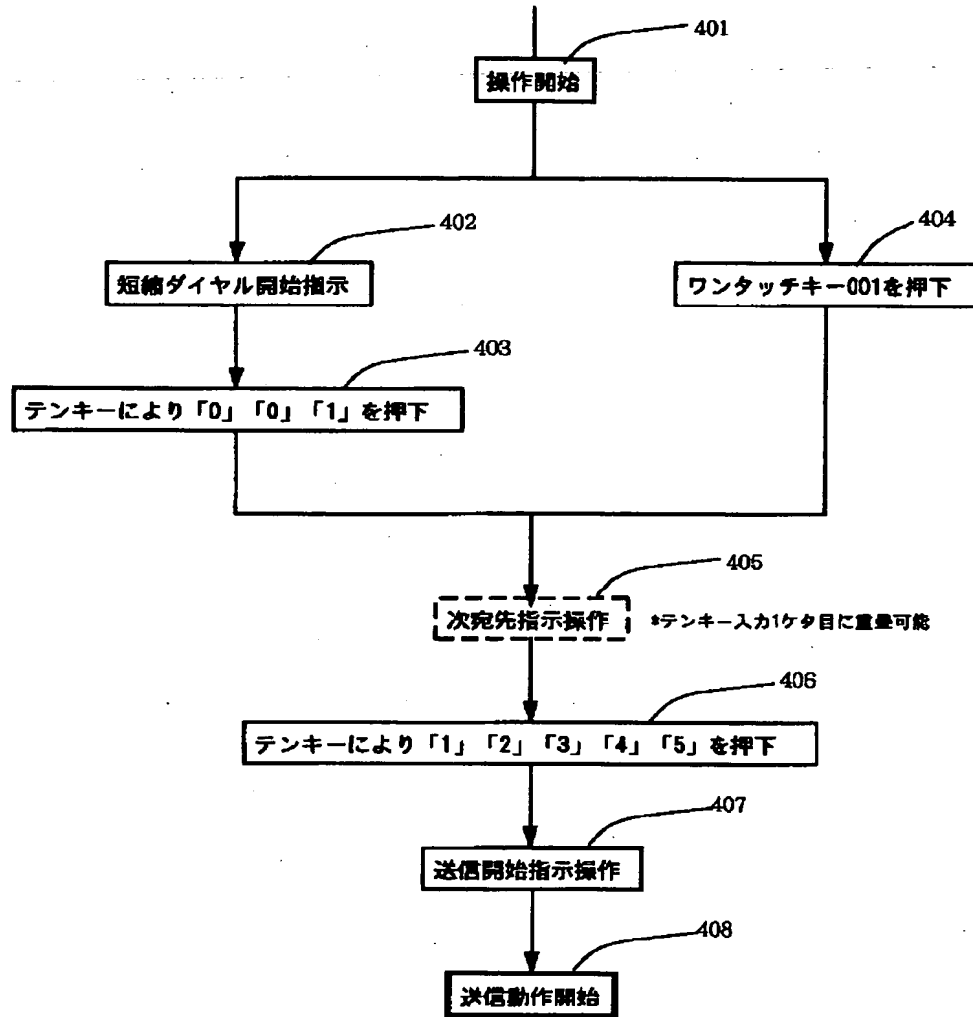 401
操作開始
402
404
短縮ダイヤル開始指示
ワンタッチキー001を押下
403
テンキーにより「0」「0」「1」を押下
405
次宛先指示操作
*テンキー入力1ケタ目に重畳可能
406
テンキーにより「1」「2」「3」「4」「5」を押下
407
送信開始指示操作
408
送信動作開始